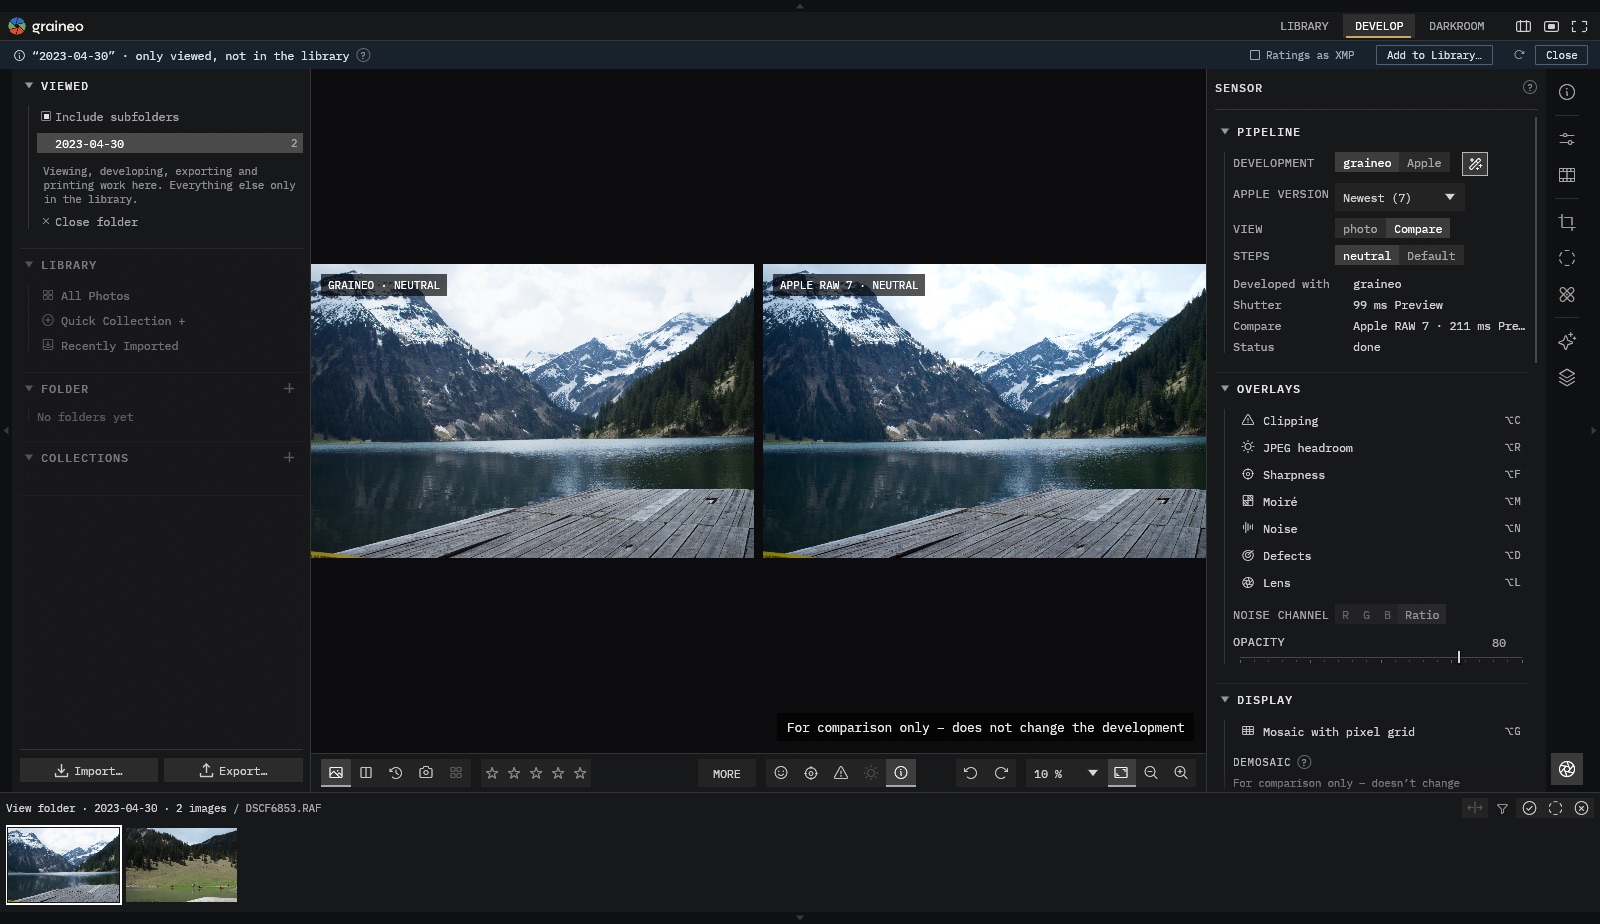 graineo
LIBRARY DEVELOP DARKROOM
“2023-04-30” · only viewed, not in the library ?
Ratings as XMP Add to Library… Close
VIEWED
Include subfolders
2023-04-30 2
Viewing, developing, exporting and
printing work here. Everything else only
in the library.
× Close folder
LIBRARY
All Photos
Quick Collection +
Recently Imported
FOLDER +
No folders yet
COLLECTIONS +
Import… Export…
GRAINEO · NEUTRAL
APPLE RAW 7 · NEUTRAL
For comparison only – does not change the development
MORE
10 %
SENSOR ?
PIPELINE
DEVELOPMENT graineo Apple
APPLE VERSION Newest (7)
VIEW photo Compare
STEPS neutral Default
Developed with graineo
Shutter 99 ms Preview
Compare Apple RAW 7 · 211 ms Pre…
Status done
OVERLAYS
Clipping ⌥C
JPEG headroom ⌥R
Sharpness ⌥F
Moiré ⌥M
Noise ⌥N
Defects ⌥D
Lens ⌥L
NOISE CHANNEL R G B Ratio
OPACITY 80
DISPLAY
Mosaic with pixel grid ⌥G
DEMOSAIC ?
For comparison only – doesn’t change
View folder · 2023-04-30 · 2 images / DSCF6853.RAF